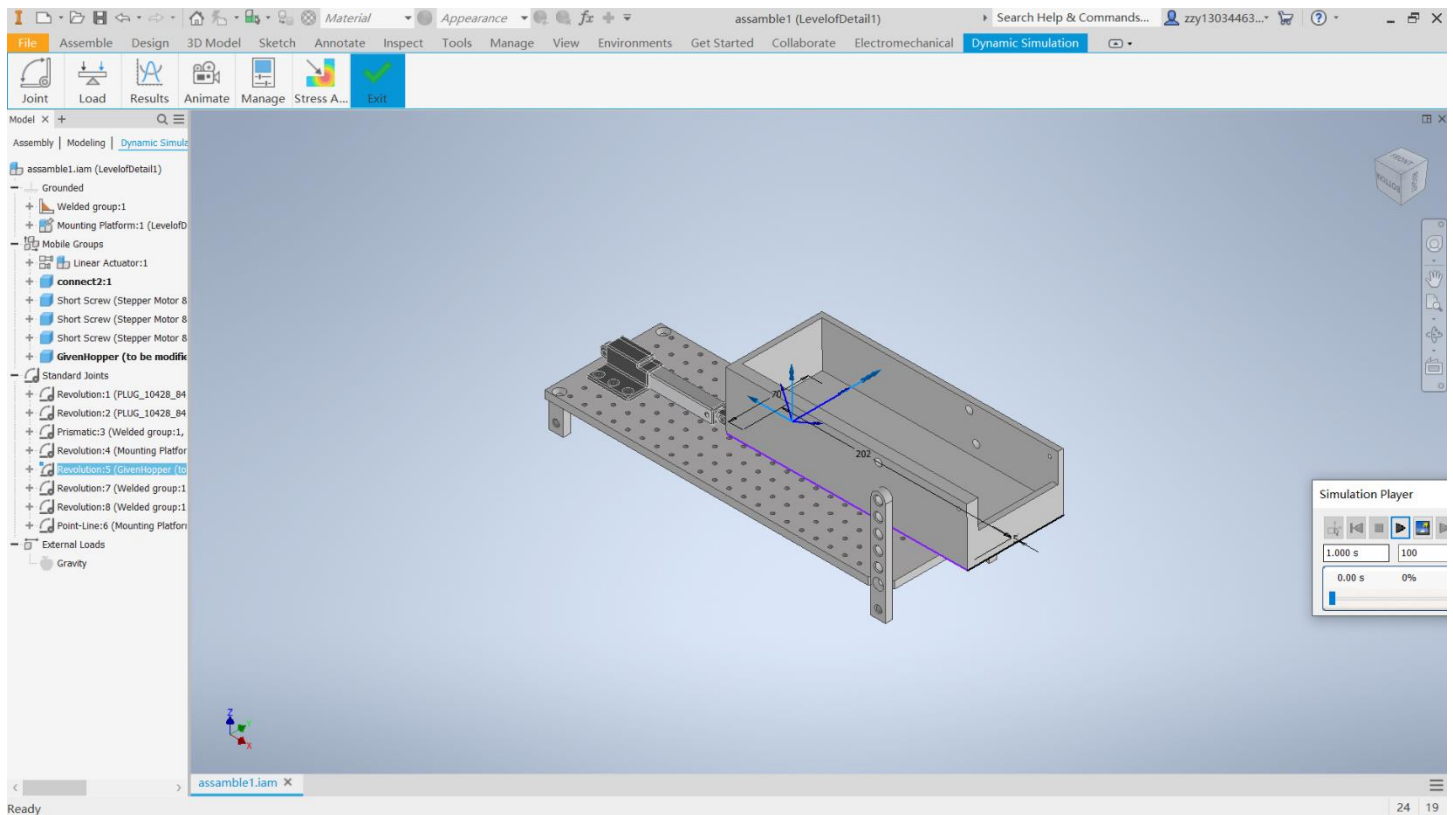 Material Appearance fx assamble1 (LevelofDetail1) Search Help & Commands... zzy13034463...
File Assemble Design 3D Model Sketch Annotate Inspect Tools Manage View Environments Get Started Collaborate Electromechanical Dynamic Simulation
Joint Load Results Animate Manage Stress A... Exit
Model × +
Assembly | Modeling | Dynamic Simula
assamble1.iam (LevelofDetail1)
Grounded
Welded group:1
Mounting Platform:1 (LevelofD
Mobile Groups
Linear Actuator:1
connect2:1
Short Screw (Stepper Motor 8
Short Screw (Stepper Motor 8
Short Screw (Stepper Motor 8
GivenHopper (to be modifie
Standard Joints
Revolution:1 (PLUG_10428_84
Revolution:2 (PLUG_10428_84
Prismatic:3 (Welded group:1,
Revolution:4 (Mounting Platfor
Revolution:5 (GivenHopper (to
Revolution:7 (Welded group:1
Revolution:8 (Welded group:1
Point-Line:6 (Mounting Platforr
External Loads
Gravity
FRONT
BOTTOM
70
202
5
Simulation Player
1.000 s 100
0.00 s 0%
Z
Y
X
assamble1.iam ×
Ready
24 19